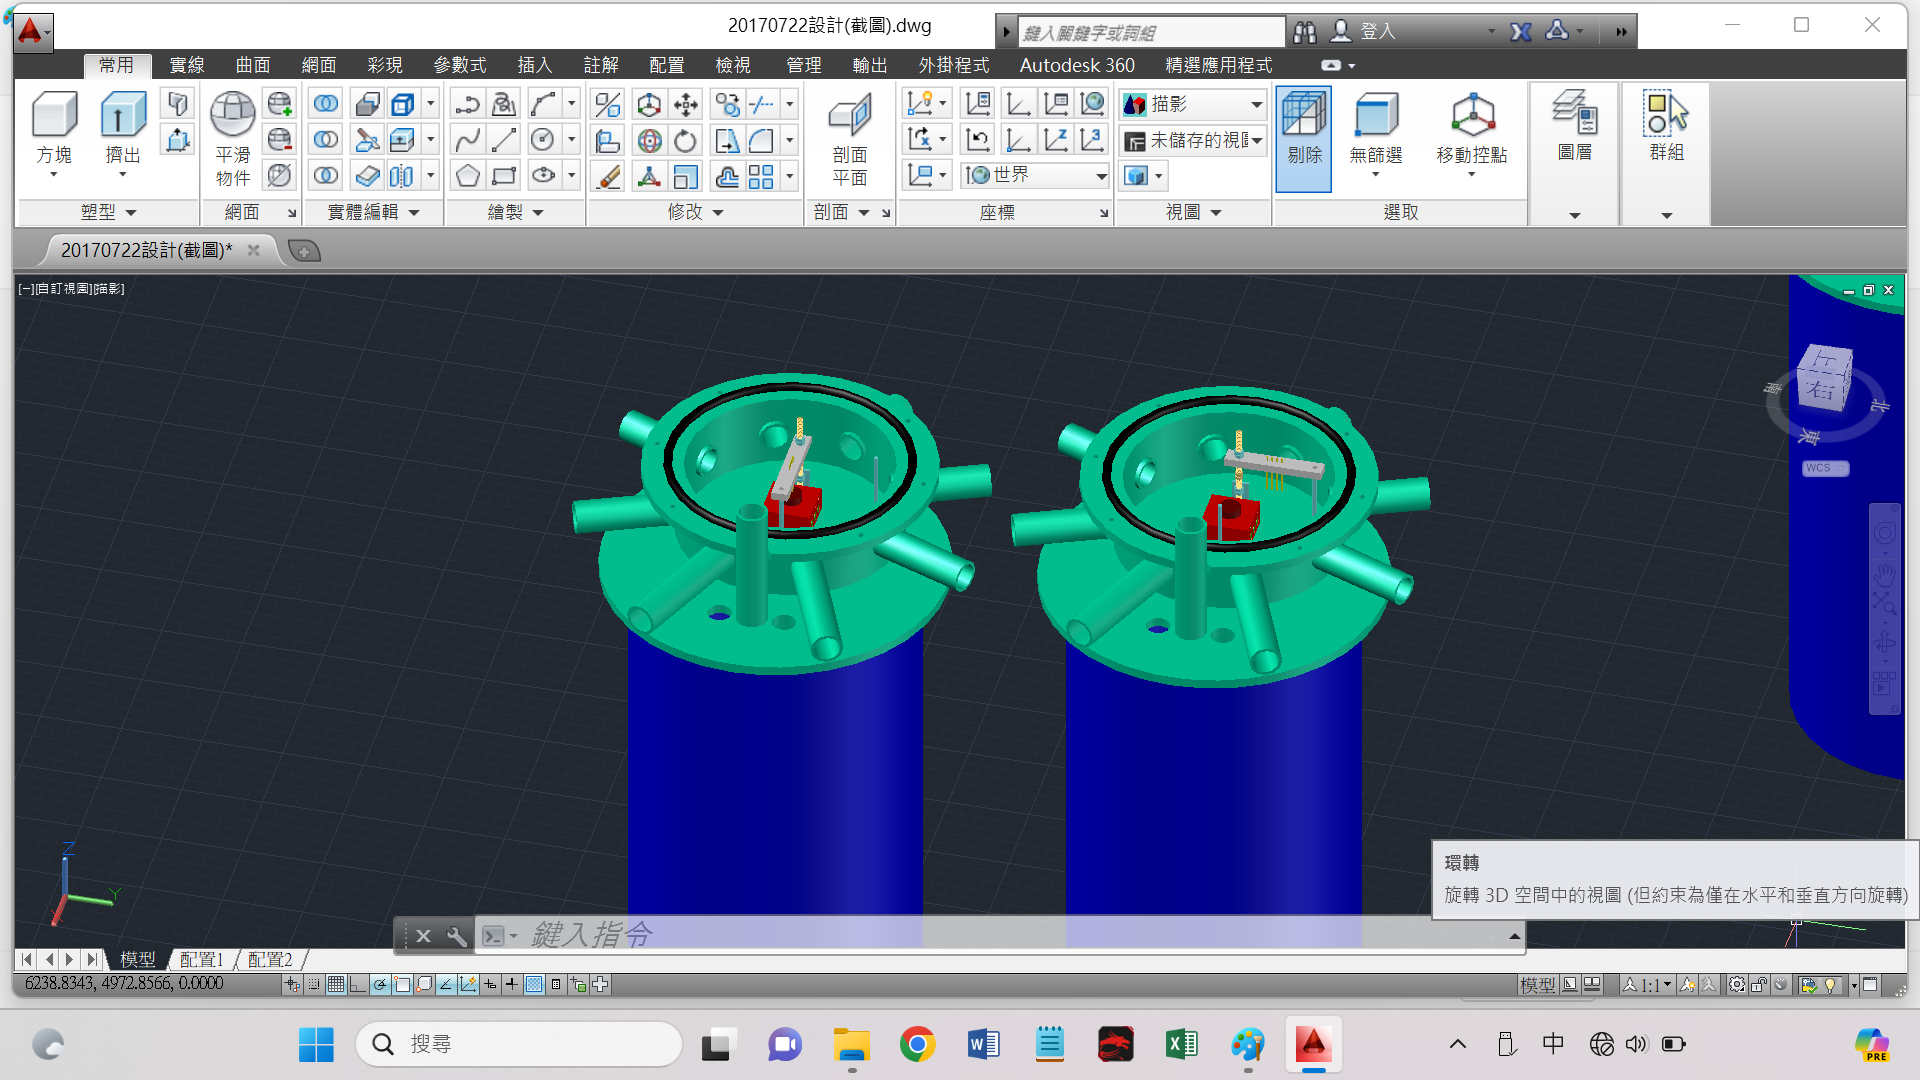 20170722設計(截圖).dwg
鍵入關鍵字或詞組
登入
常用 實線 曲面 網面 彩現 參數式 插入 註解 配置 檢視 管理 輸出 外掛程式 Autodesk 360 精選應用程式
方塊
擠出
平滑
物件
剖面
平面
世界
描影
未儲存的視圖
剔除
無篩選
移動控點
圖層
群組
塑型
網面
實體編輯
繪製
修改
剖面
座標
視圖
選取
20170722設計(截圖)*
[−][自訂視圖][描影]
上
右
南
北
東
WCS
Z
Y
環轉
旋轉 3D 空間中的視圖 (但約束為僅在水平和垂直方向旋轉)
鍵入指令
模型 配置1 配置2
6238.8343, 4972.8566, 0.0000
模型
1:1
搜尋
中
PRE